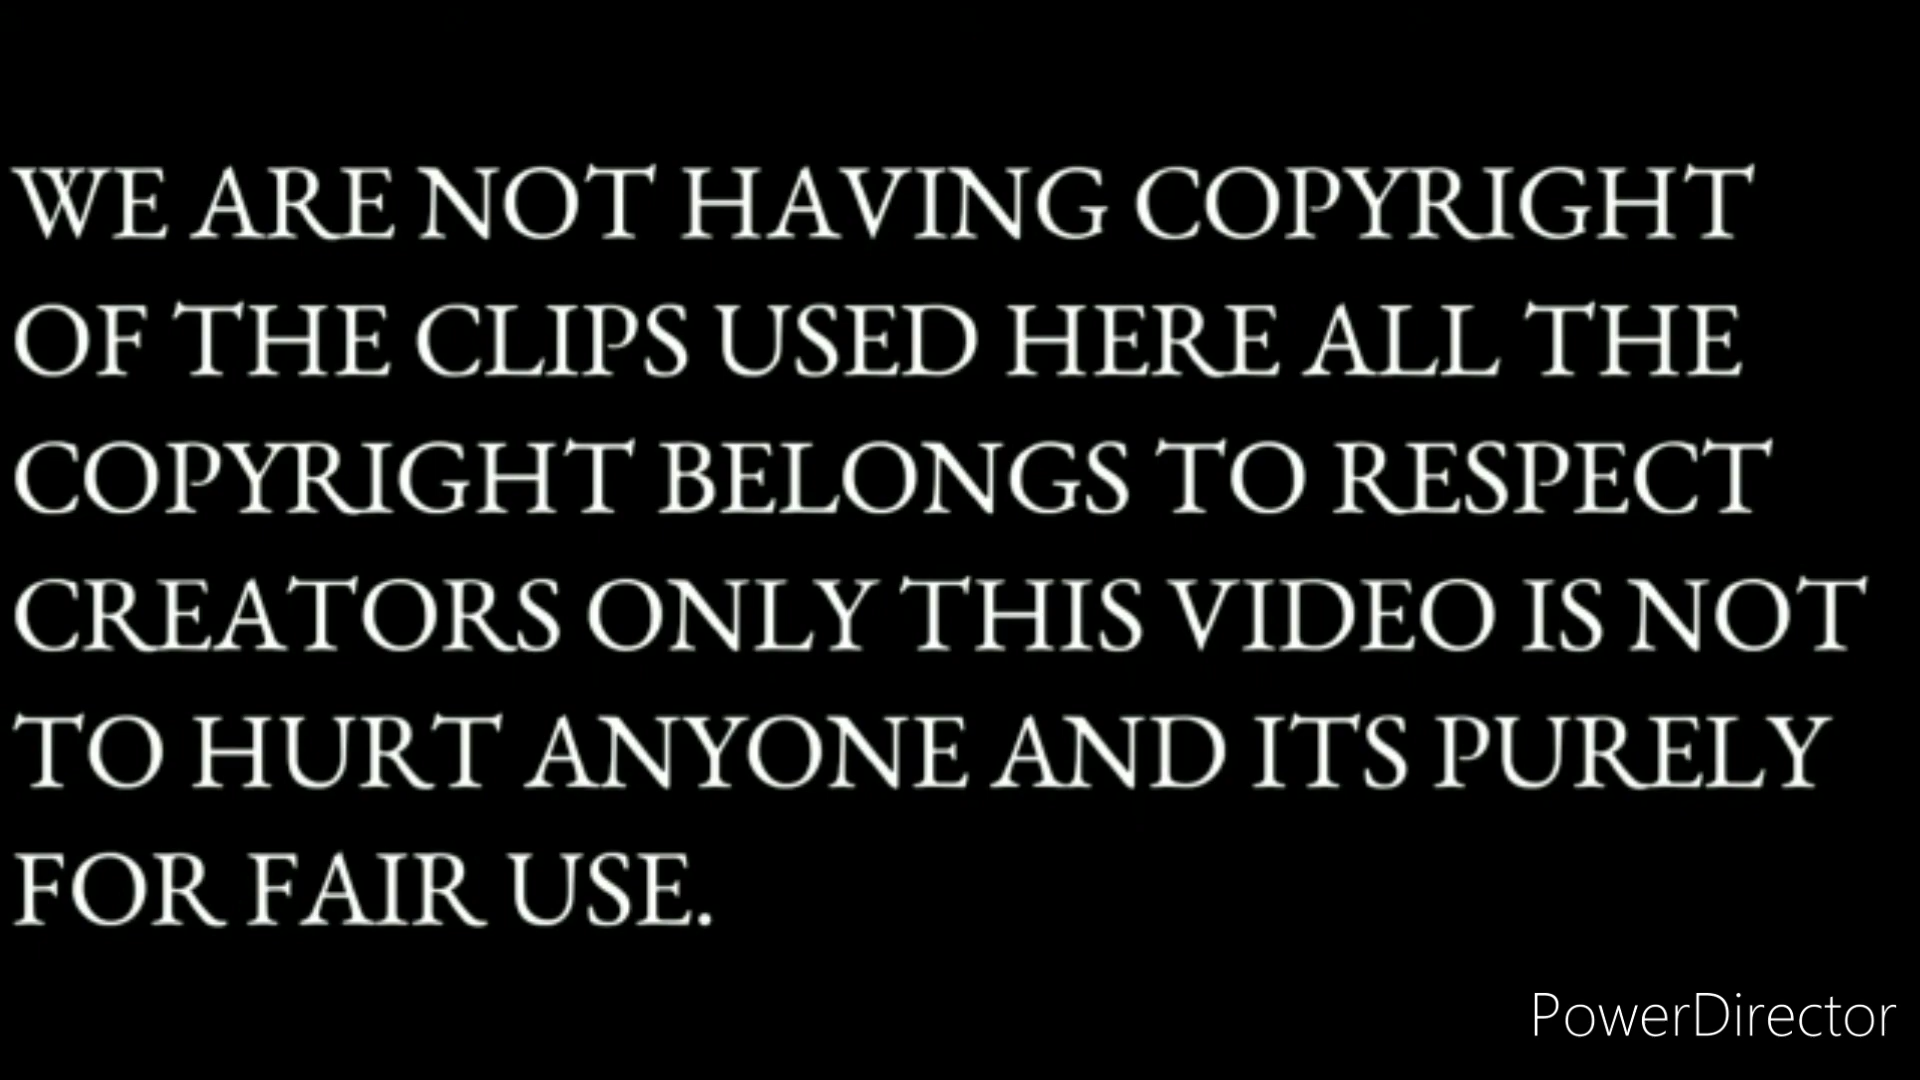 WE ARE NOT HAVING COPYRIGHT
OF THE CLIPS USED HERE ALL THE
COPYRIGHT BELONGS TO RESPECT
CREATORS ONLY THIS VIDEO IS NOT
TO HURT ANYONE AND ITS PURELY
FOR FAIR USE.
PowerDirector